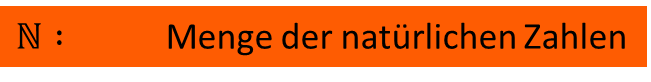 ℕ : Menge der natürlichen Zahlen